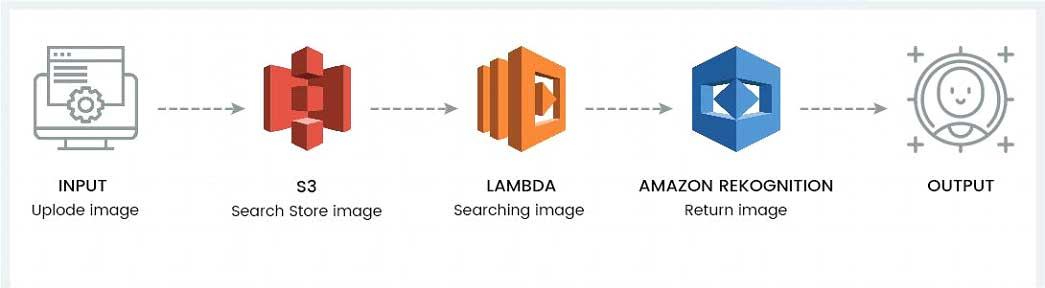 INPUT
Uplode image
S3
Search Store image
LAMBDA
Searching image
AMAZON REKOGNITION
Return image
OUTPUT